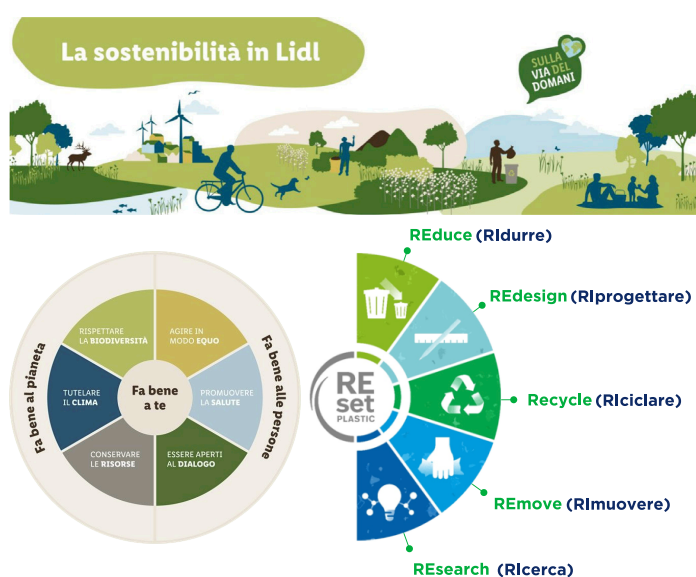 La sostenibilità in Lidl
SULLA
VIA DEL
DOMANI
Fa bene al pianeta
Fa bene alle persone
RISPETTARE
LA BIODIVERSITÀ
AGIRE IN
MODO EQUO
TUTELARE
IL CLIMA
Fa bene
a te
PROMUOVERE
LA SALUTE
CONSERVARE
LE RISORSE
ESSERE APERTI
AL DIALOGO
REduce (RIdurre)
REdesign (RIprogettare)
RE
set
PLASTIC
Recycle (RIciclare)
REmove (RImuovere)
REsearch (RIcerca)